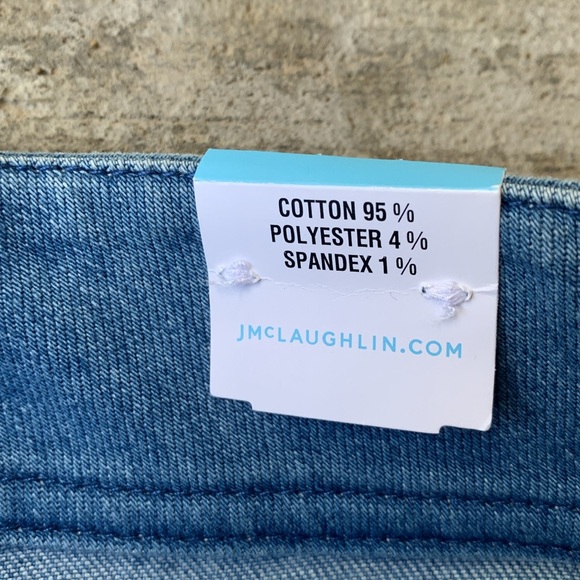 COTTON 95 %
POLYESTER 4 %
SPANDEX 1 %
JMCLAUGHLIN.COM